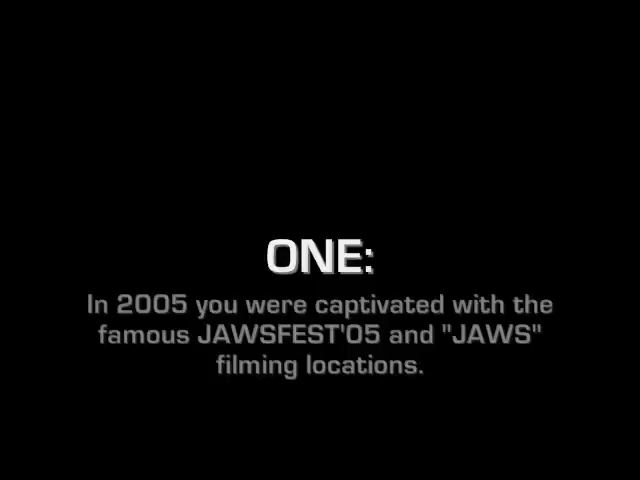 ONE:
In 2005 you were captivated with the
famous JAWSFEST'05 and "JAWS"
filming locations.